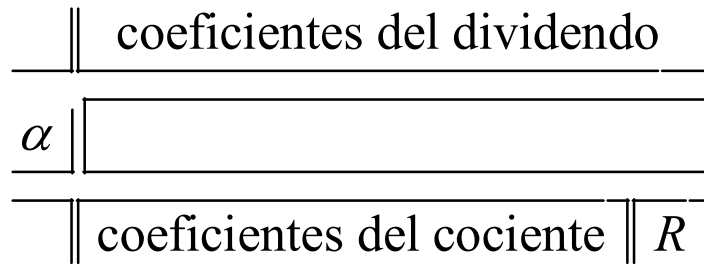 coeficientes del dividendo
α
coeficientes del cociente R